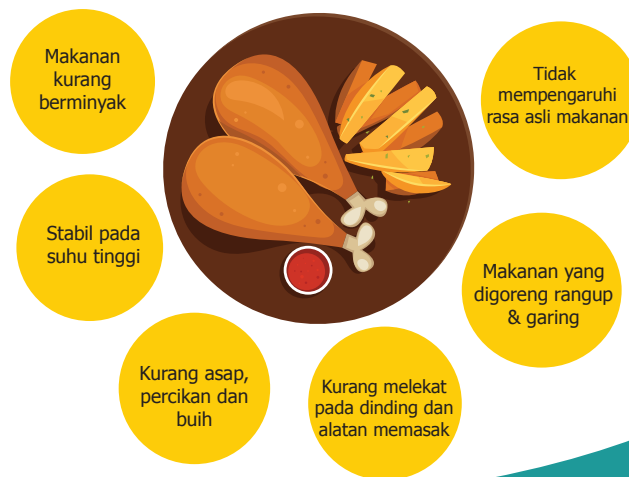 Makanan
kurang
berminyak
Tidak
mempengaruhi
rasa asli makanan
Stabil pada
suhu tinggi
Makanan yang
digoreng rangup
& garing
Kurang asap,
percikan dan
buih
Kurang melekat
pada dinding dan
alatan memasak